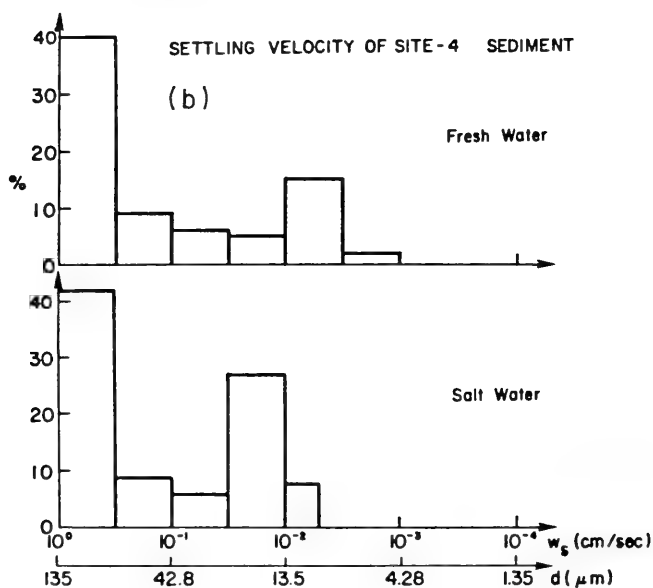 SETTLING VELOCITY OF SITE-4 SEDIMENT
(b)
Fresh Water
%
40
30
20
10
0
Salt Water
40
30
20
10
0
10⁰ 10⁻¹ 10⁻² 10⁻³ 10⁻⁴ wₛ (cm/sec)
135 42.8 13.5 4.28 1.35 d (μm)